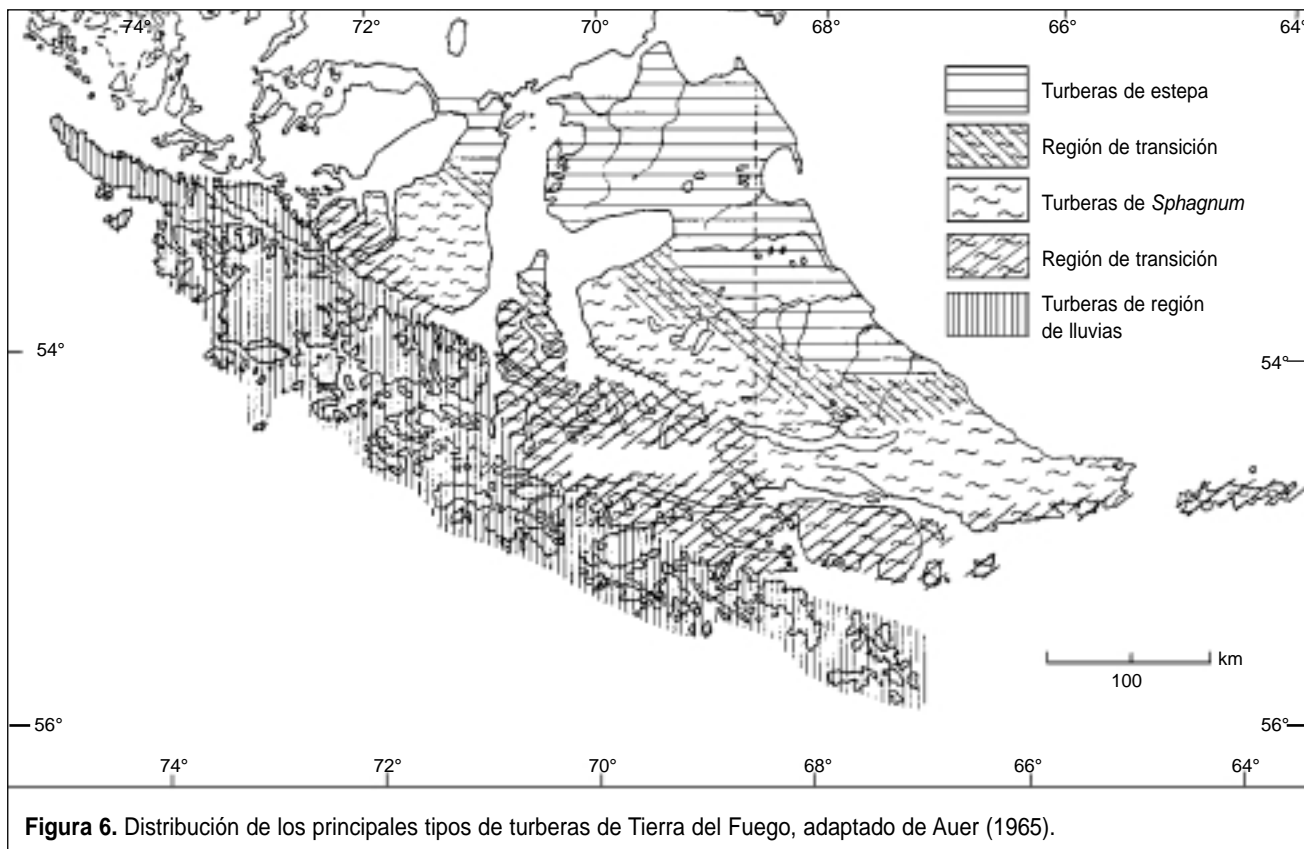 74° 72° 70° 68° 66° 64°
Turberas de estepa
Región de transición
Turberas de Sphagnum
Región de transición
Turberas de región
de lluvias
54° 54°
km
100
56° 56°
74° 72° 70° 68° 66° 64°
Figura 6. Distribución de los principales tipos de turberas de Tierra del Fuego, adaptado de Auer (1965).